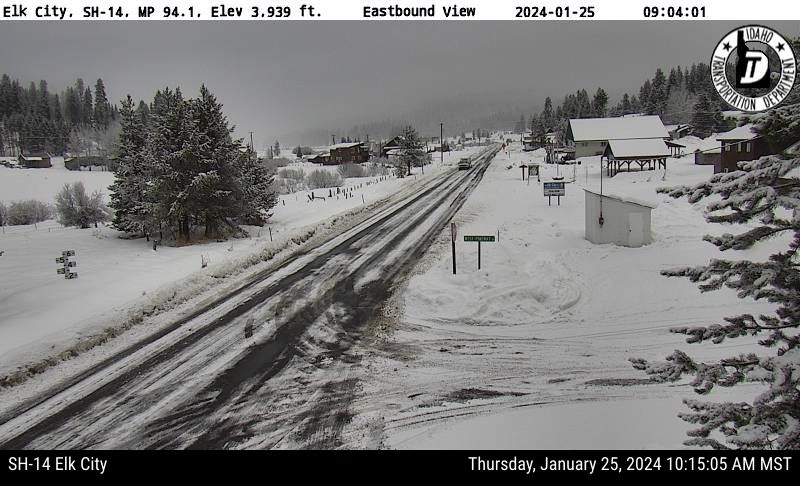 Elk City, SH-14, MP 94.1, Elev 3,939 ft. Eastbound View 2024-01-25 09:04:01
IDAHO
TRANSPORTATION DEPARTMENT
SH-14 Elk City Thursday, January 25, 2024 10:15:05 AM MST